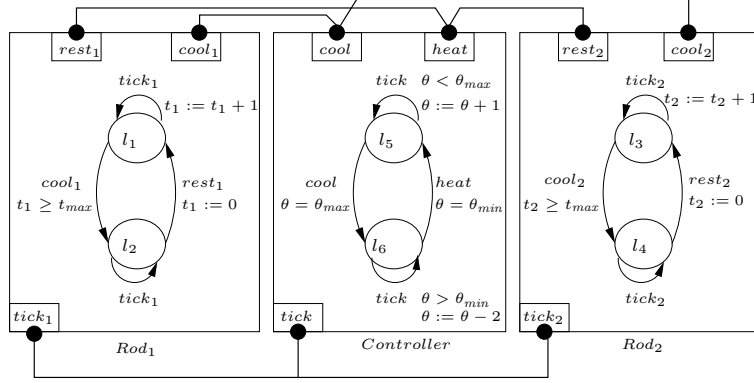 rest₁ cool₁ cool heat rest₂ cool₂
tick₁ tick θ < θₘₐₓ tick₂
t₁ := t₁ + 1 θ := θ + 1 t₂ := t₂ + 1
l₁ l₅ l₃
cool₁ rest₁ cool heat cool₂ rest₂
t₁ ≥ tₘₐₓ t₁ := 0 θ = θₘₐₓ θ = θₘᵢₙ t₂ ≥ tₘₐₓ t₂ := 0
l₂ l₆ l₄
tick₁ tick θ > θₘᵢₙ tick₂
tick₁ tick θ := θ − 2 tick₂
Rod₁ Controller Rod₂